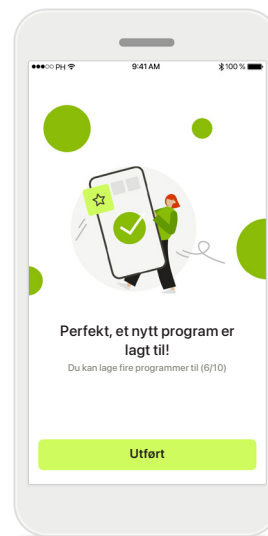 PH 9:41 AM 100 %
Perfekt, et nytt program er
lagt til!
Du kan lage fire programmer til (6/10)
Utført